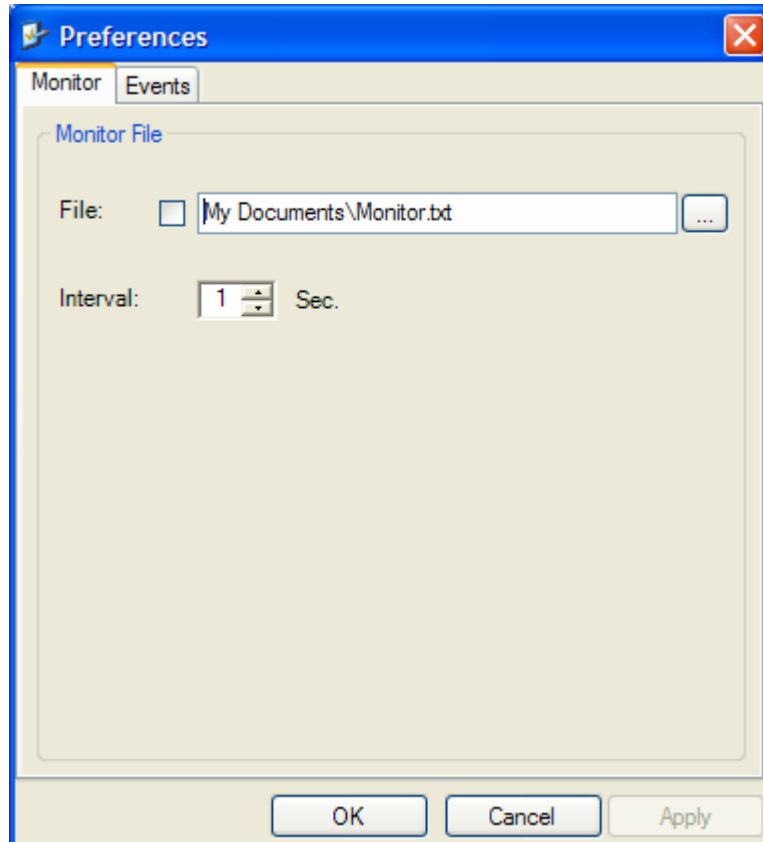 Preferences
Monitor Events
Monitor File
File: My Documents\Monitor.txt ...
Interval: 1 Sec.
OK Cancel Apply